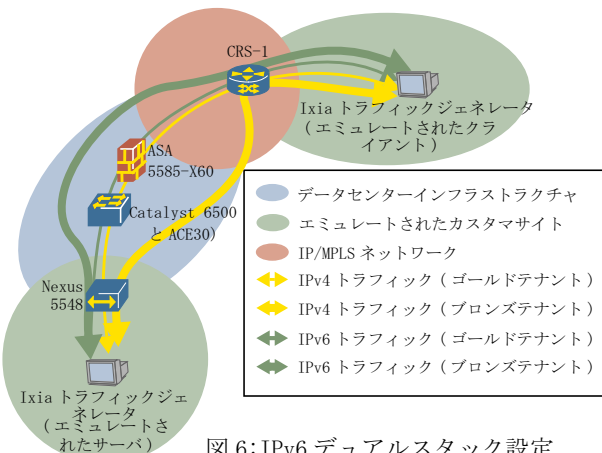 CRS-1
Ixia トラフィックジェネレータ
(エミュレートされたクラ
イアント)
ASA
5585-X60
Catalyst 6500
と ACE30)
Nexus
5548
Ixia トラフィックジェ
ネレータ
(エミュレートさ
れたサーバ)
データセンターインフラストラクチャ
エミュレートされたカスタマサイト
IP/MPLS ネットワーク
IPv4 トラフィック(ゴールドテナント)
IPv4 トラフィック(ブロンズテナント)
IPv6 トラフィック(ゴールドテナント)
IPv6 トラフィック(ブロンズテナント)
図 6:IPv6 デュアルスタック設定